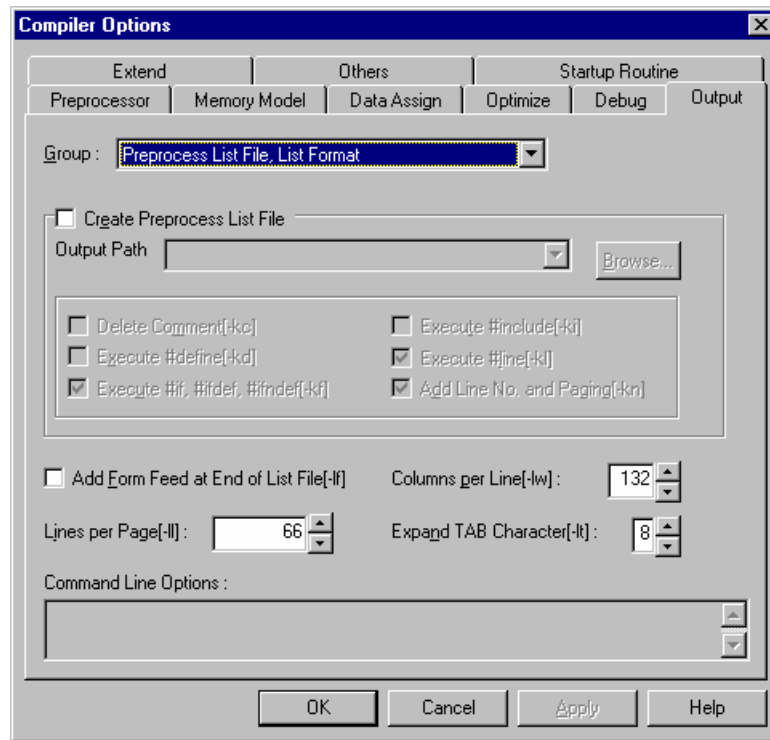 Compiler Options
Extend Others Startup Routine
Preprocessor Memory Model Data Assign Optimize Debug Output
Group : Preprocess List File, List Format
Create Preprocess List File
Output Path Browse...
Delete Comment[-kc] Execute #include[-ki]
Execute #define[-kd] Execute #line[-kl]
Execute #if, #ifdef, #ifndef[-kf] Add Line No. and Paging[-kn]
Add Form Feed at End of List File[-lf] Columns per Line[-lw] : 132
Lines per Page[-ll] : 66 Expand TAB Character[-lt] : 8
Command Line Options :
OK Cancel Apply Help